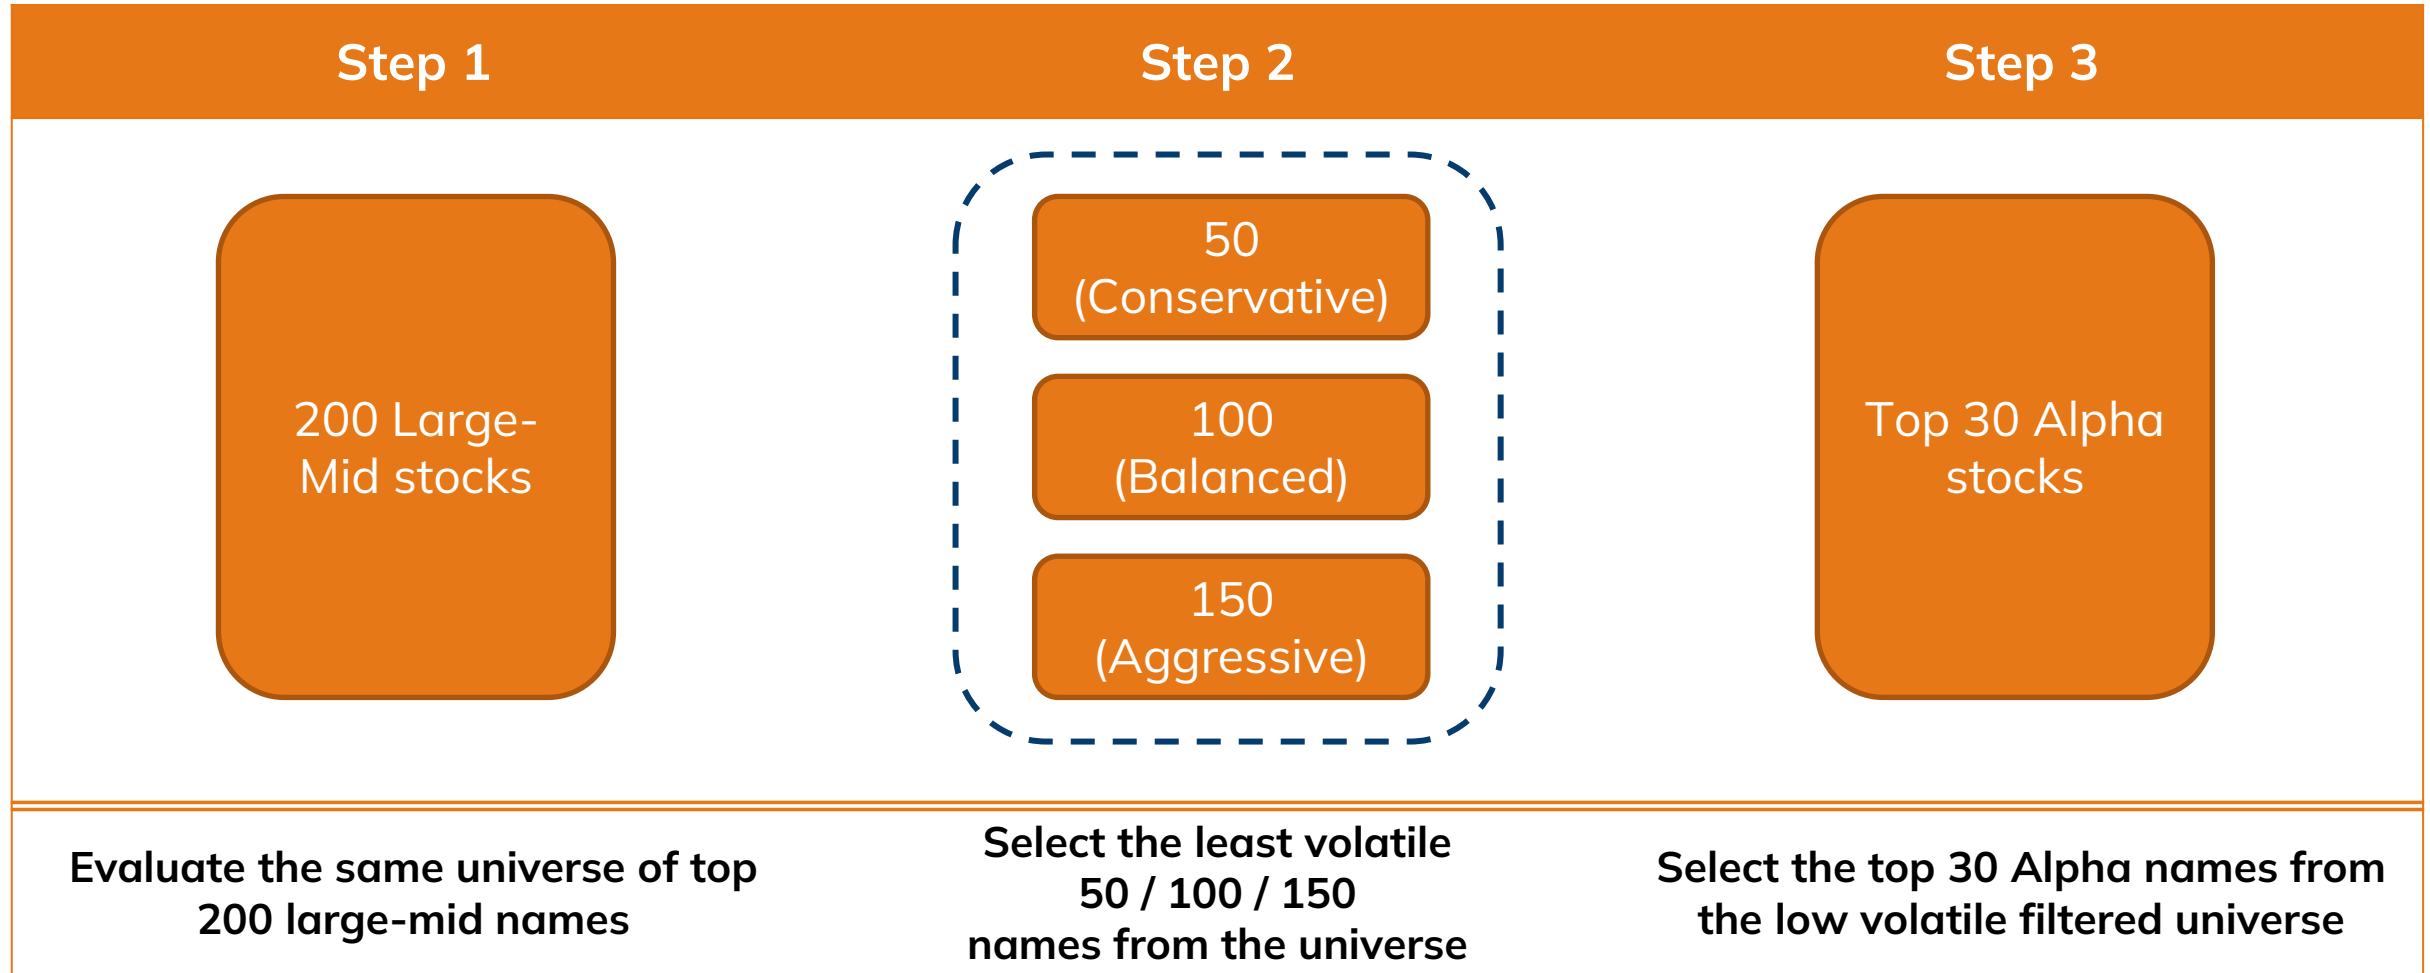 Step 1
Step 2
Step 3
200 Large-
Mid stocks
50
(Conservative)
100
(Balanced)
150
(Aggressive)
Top 30 Alpha
stocks
Evaluate the same universe of top
200 large-mid names
Select the least volatile
50 / 100 / 150
names from the universe
Select the top 30 Alpha names from
the low volatile filtered universe